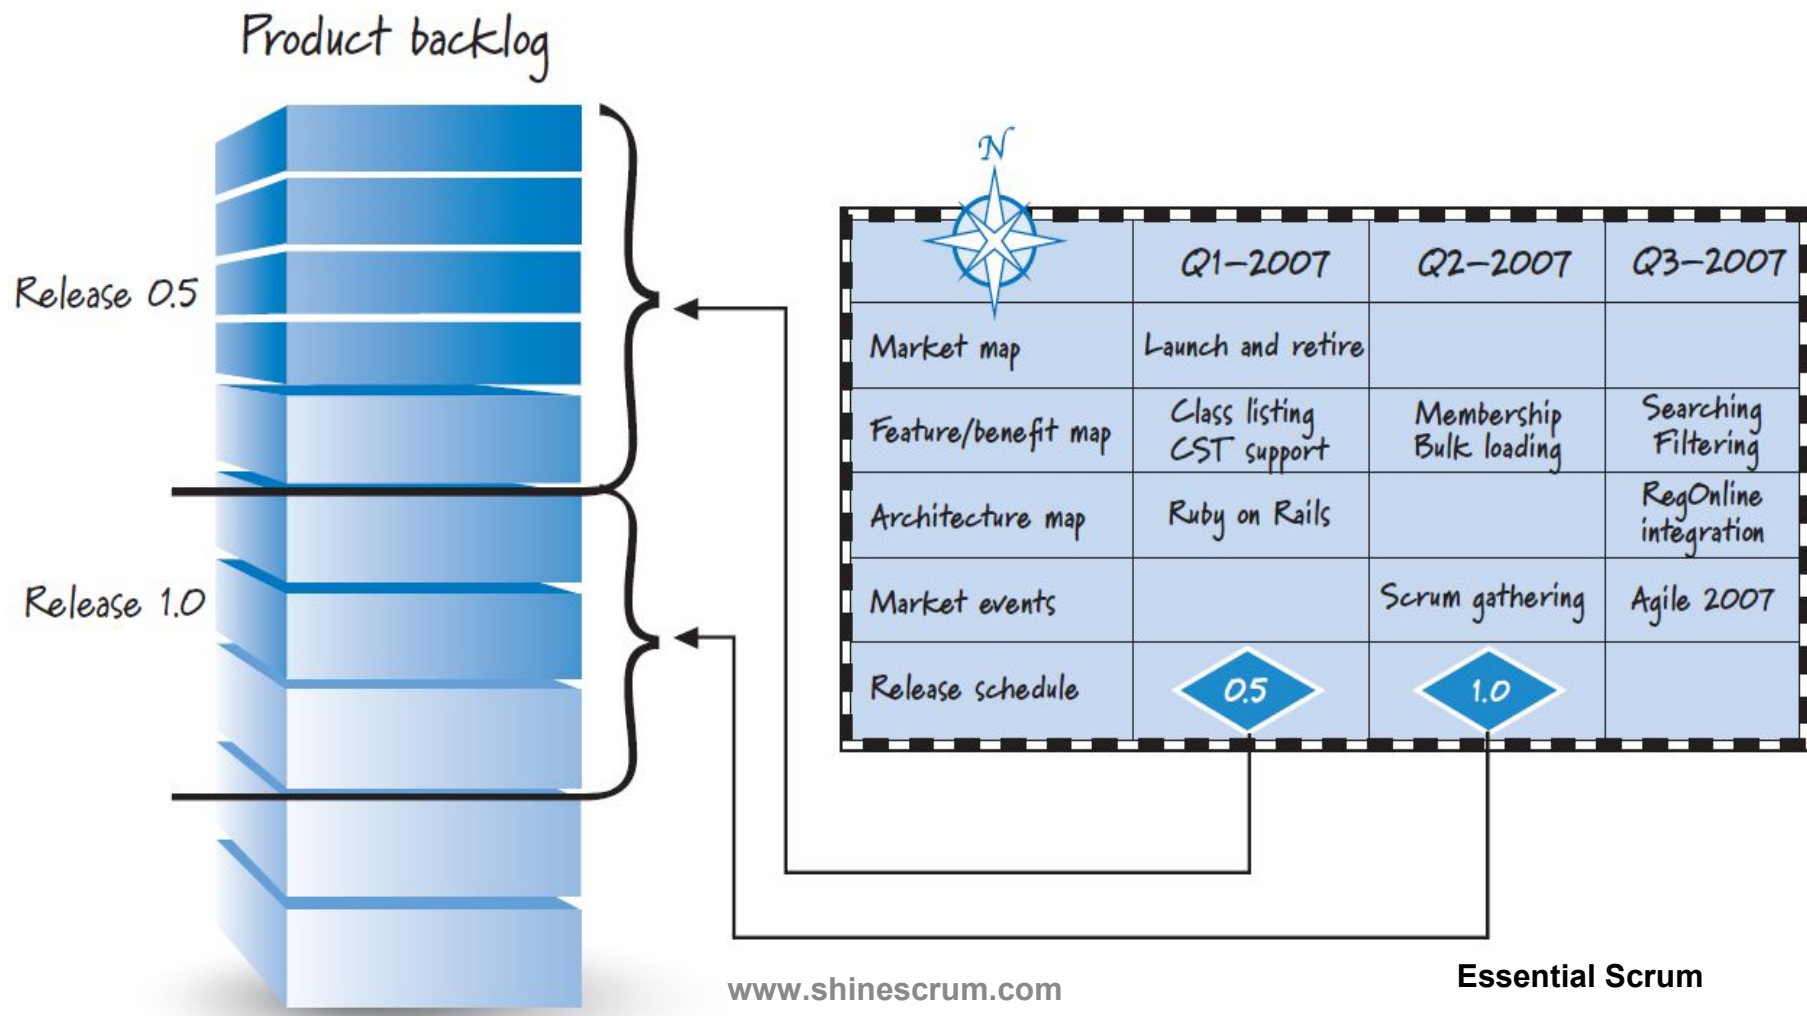 Product backlog
Release 0.5
Release 1.0
N
Q1–2007
Q2–2007
Q3–2007
Market map
Launch and retire
Feature/benefit map
Class listing
CST support
Membership
Bulk loading
Searching
Filtering
Architecture map
Ruby on Rails
RegOnline
integration
Market events
Scrum gathering
Agile 2007
Release schedule
0.5
1.0
www.shinescrum.com
Essential Scrum